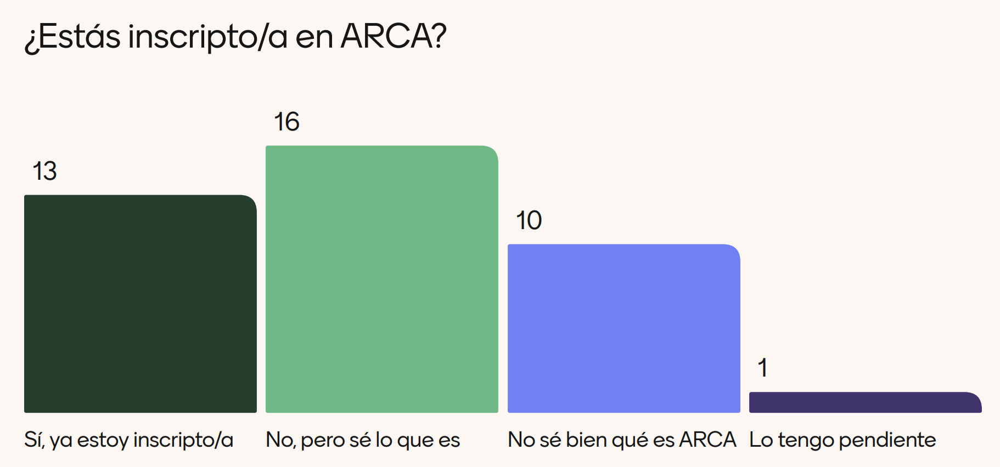 ¿Estás inscripto/a en ARCA?
13
16
10
1
Sí, ya estoy inscripto/a
No, pero sé lo que es
No sé bien qué es ARCA
Lo tengo pendiente